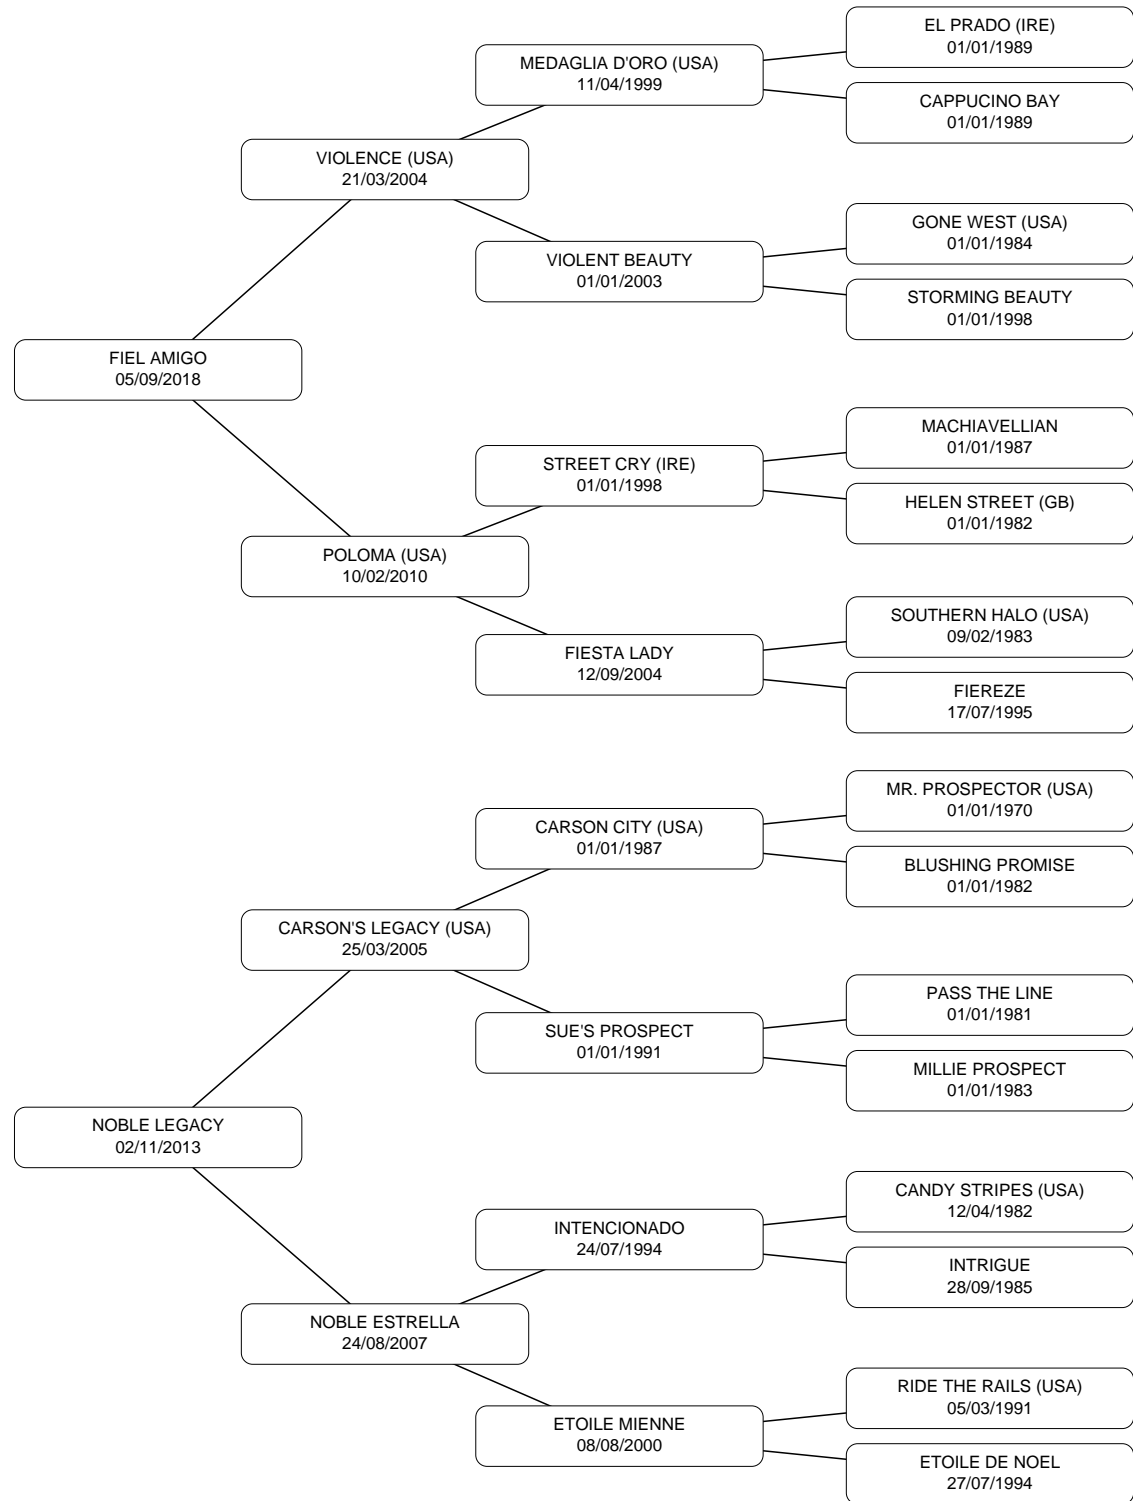 EL PRADO (IRE)
01/01/1989
MEDAGLIA D'ORO (USA)
11/04/1999
CAPPUCINO BAY
01/01/1989
VIOLENCE (USA)
21/03/2004
GONE WEST (USA)
01/01/1984
VIOLENT BEAUTY
01/01/2003
STORMING BEAUTY
01/01/1998
FIEL AMIGO
05/09/2018
MACHIAVELLIAN
01/01/1987
STREET CRY (IRE)
01/01/1998
HELEN STREET (GB)
01/01/1982
POLOMA (USA)
10/02/2010
SOUTHERN HALO (USA)
09/02/1983
FIESTA LADY
12/09/2004
FIEREZE
17/07/1995
MR. PROSPECTOR (USA)
01/01/1970
CARSON CITY (USA)
01/01/1987
BLUSHING PROMISE
01/01/1982
CARSON'S LEGACY (USA)
25/03/2005
PASS THE LINE
01/01/1981
SUE'S PROSPECT
01/01/1991
MILLIE PROSPECT
01/01/1983
NOBLE LEGACY
02/11/2013
CANDY STRIPES (USA)
12/04/1982
INTENCIONADO
24/07/1994
INTRIGUE
28/09/1985
NOBLE ESTRELLA
24/08/2007
RIDE THE RAILS (USA)
05/03/1991
ETOILE MIENNE
08/08/2000
ETOILE DE NOEL
27/07/1994